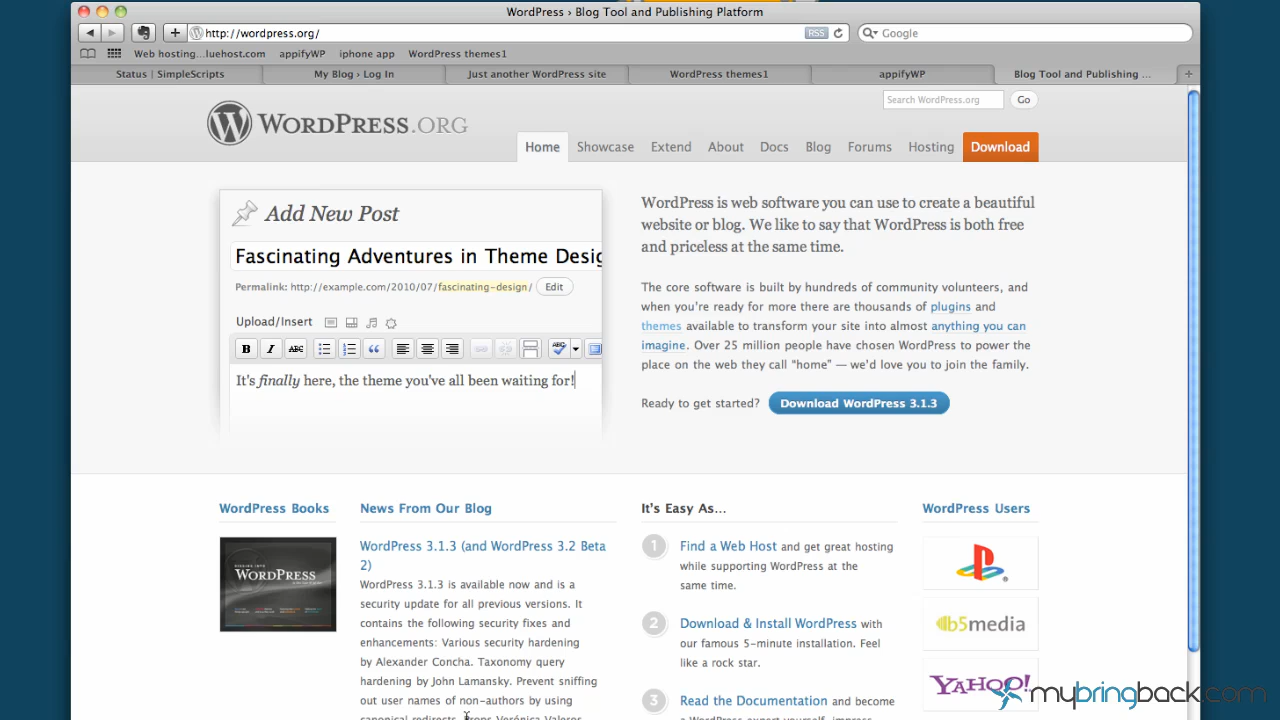 WordPress › Blog Tool and Publishing Platform
http://wordpress.org/
RSS
Google
Web hosting...luehost.com appifyWP iphone app WordPress themes1
Status | SimpleScripts
My Blog › Log In
Just another WordPress site
WordPress themes1
appifyWP
Blog Tool and Publishing ...
WORDPRESS.ORG
Search WordPress.org
Go
Home Showcase Extend About Docs Blog Forums Hosting Download
Add New Post
Fascinating Adventures in Theme Desig
Permalink: http://example.com/2010/07/fascinating-design/ Edit
Upload/Insert
B I ABC
ABC
It's finally here, the theme you've all been waiting for!
WordPress is web software you can use to create a beautiful
website or blog. We like to say that WordPress is both free
and priceless at the same time.
The core software is built by hundreds of community volunteers, and
when you're ready for more there are thousands of plugins and
themes available to transform your site into almost anything you can
imagine. Over 25 million people have chosen WordPress to power the
place on the web they call "home" — we'd love you to join the family.
Ready to get started? Download WordPress 3.1.3
WordPress Books
WORDPRESS
News From Our Blog
WordPress 3.1.3 (and WordPress 3.2 Beta
2)
WordPress 3.1.3 is available now and is a
security update for all previous versions. It
contains the following security fixes and
enhancements: Various security hardening
by Alexander Concha. Taxonomy query
hardening by John Lamansky. Prevent sniffing
out user names of non-authors by using
canonical redirects. Props Verónica Valeros
It's Easy As...
1 Find a Web Host and get great hosting
while supporting WordPress at the
same time.
2 Download & Install WordPress with
our famous 5-minute installation. Feel
like a rock star.
3 Read the Documentation and become
a WordPress expert yourself, impress
WordPress Users
b5media
YAHOO!
mybringback.com